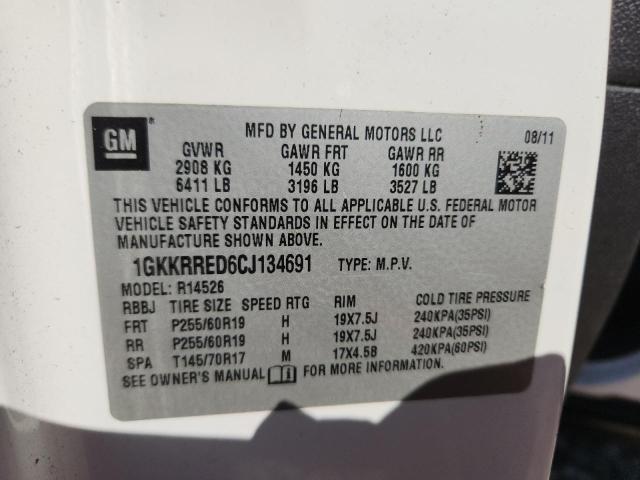 GM ®
MFD BY GENERAL MOTORS LLC 08/11
GVWR GAWR FRT GAWR RR
2908 KG 1450 KG 1600 KG
6411 LB 3196 LB 3527 LB
THIS VEHICLE CONFORMS TO ALL APPLICABLE U.S. FEDERAL MOTOR
VEHICLE SAFETY STANDARDS IN EFFECT ON THE DATE OF
MANUFACTURE SHOWN ABOVE.
1GKKRRED6CJ134691 TYPE: M.P.V.
MODEL: R14526
RBBJ TIRE SIZE SPEED RTG RIM COLD TIRE PRESSURE
FRT P255/60R19 H 19X7.5J 240KPA(35PSI)
RR P255/60R19 H 19X7.5J 240KPA(35PSI)
SPA T145/70R17 M 17X4.5B 420KPA(60PSI)
SEE OWNER'S MANUAL FOR MORE INFORMATION.